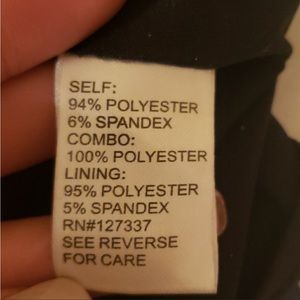 SELF:
94% POLYESTER
6% SPANDEX
COMBO:
100% POLYESTER
LINING:
95% POLYESTER
5% SPANDEX
RN#127337
SEE REVERSE
FOR CARE